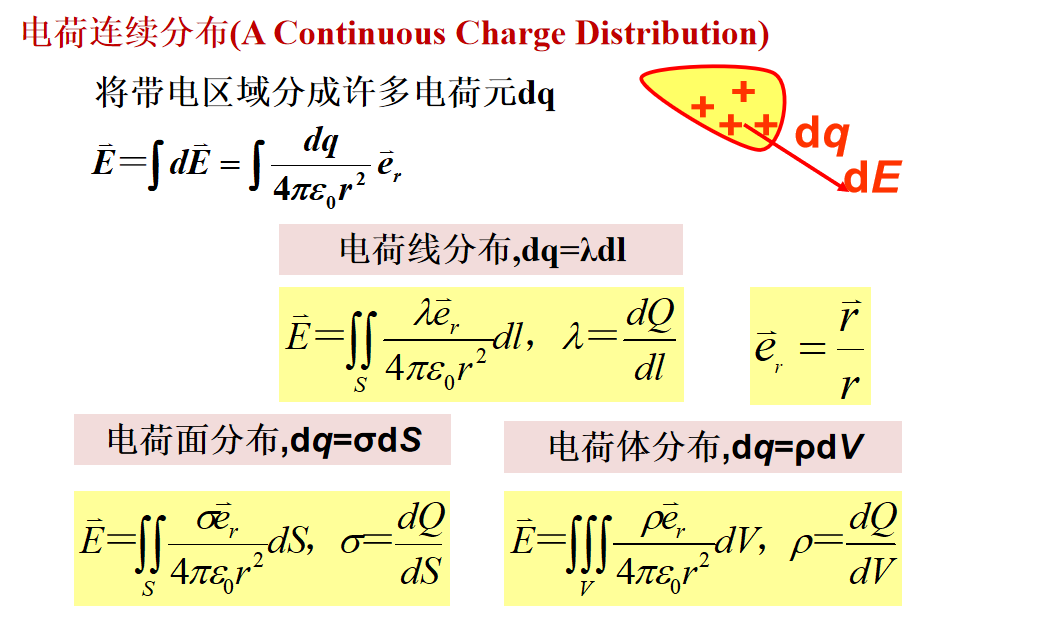 电荷连续分布(A Continuous Charge Distribution)
将带电区域分成许多电荷元dq
$\vec{E}=\int d\vec{E}=\int \frac{dq}{4\pi\varepsilon_0 r^2}\vec{e}_r$
+ + + +
dq
dE
电荷线分布,dq=λdl
$\vec{E}=\iint_S \frac{\lambda\vec{e}_r}{4\pi\varepsilon_0 r^2}dl,\ \lambda=\frac{dQ}{dl}$
$\vec{e}_r=\frac{\vec{r}}{r}$
电荷面分布,dq=σdS
$\vec{E}=\iint_S \frac{\sigma\vec{e}_r}{4\pi\varepsilon_0 r^2}dS,\ \sigma=\frac{dQ}{dS}$
电荷体分布,dq=ρdV
$\vec{E}=\iiint_V \frac{\rho\vec{e}_r}{4\pi\varepsilon_0 r^2}dV,\ \rho=\frac{dQ}{dV}$